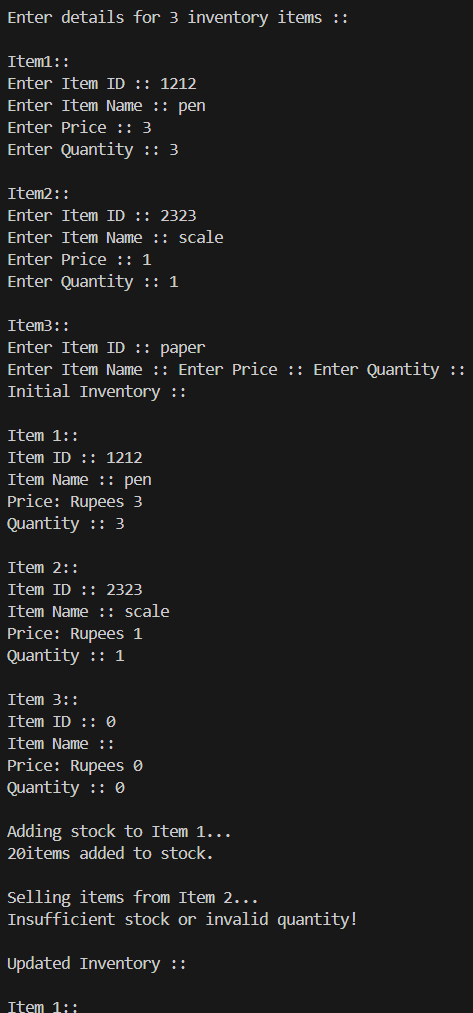 Enter details for 3 inventory items ::
Item1::
Enter Item ID :: 1212
Enter Item Name :: pen
Enter Price :: 3
Enter Quantity :: 3
Item2::
Enter Item ID :: 2323
Enter Item Name :: scale
Enter Price :: 1
Enter Quantity :: 1
Item3::
Enter Item ID :: paper
Enter Item Name :: Enter Price :: Enter Quantity ::
Initial Inventory ::
Item 1::
Item ID :: 1212
Item Name :: pen
Price: Rupees 3
Quantity :: 3
Item 2::
Item ID :: 2323
Item Name :: scale
Price: Rupees 1
Quantity :: 1
Item 3::
Item ID :: 0
Item Name ::
Price: Rupees 0
Quantity :: 0
Adding stock to Item 1...
20items added to stock.
Selling items from Item 2...
Insufficient stock or invalid quantity!
Updated Inventory ::
Item 1::